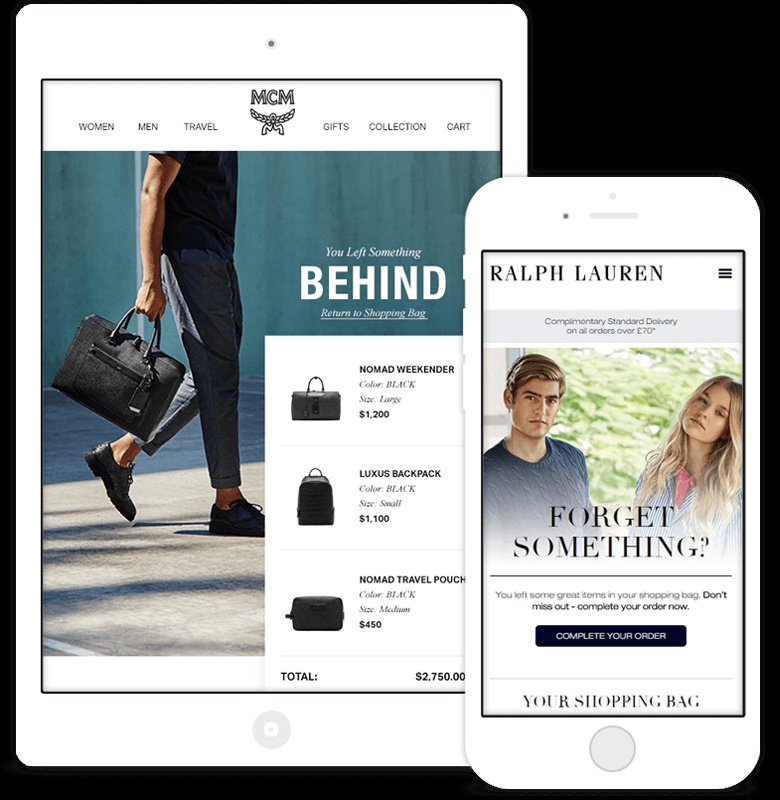 MCM
WOMEN MEN TRAVEL GIFTS COLLECTION CART
You Left Something
BEHIND
Return to Shopping Bag
NOMAD WEEKENDER
Color: BLACK
Size: Large
$1,200
LUXUS BACKPACK
Color: BLACK
Size: Small
$1,100
NOMAD TRAVEL POUCH
Color: BLACK
Size: Medium
$450
TOTAL: $2,750.00
RALPH LAUREN
Complimentary Standard Delivery
on all orders over £70*
FORGET
SOMETHING?
You left some great items in your shopping bag. Don't
miss out - complete your order now.
COMPLETE YOUR ORDER
YOUR SHOPPING BAG